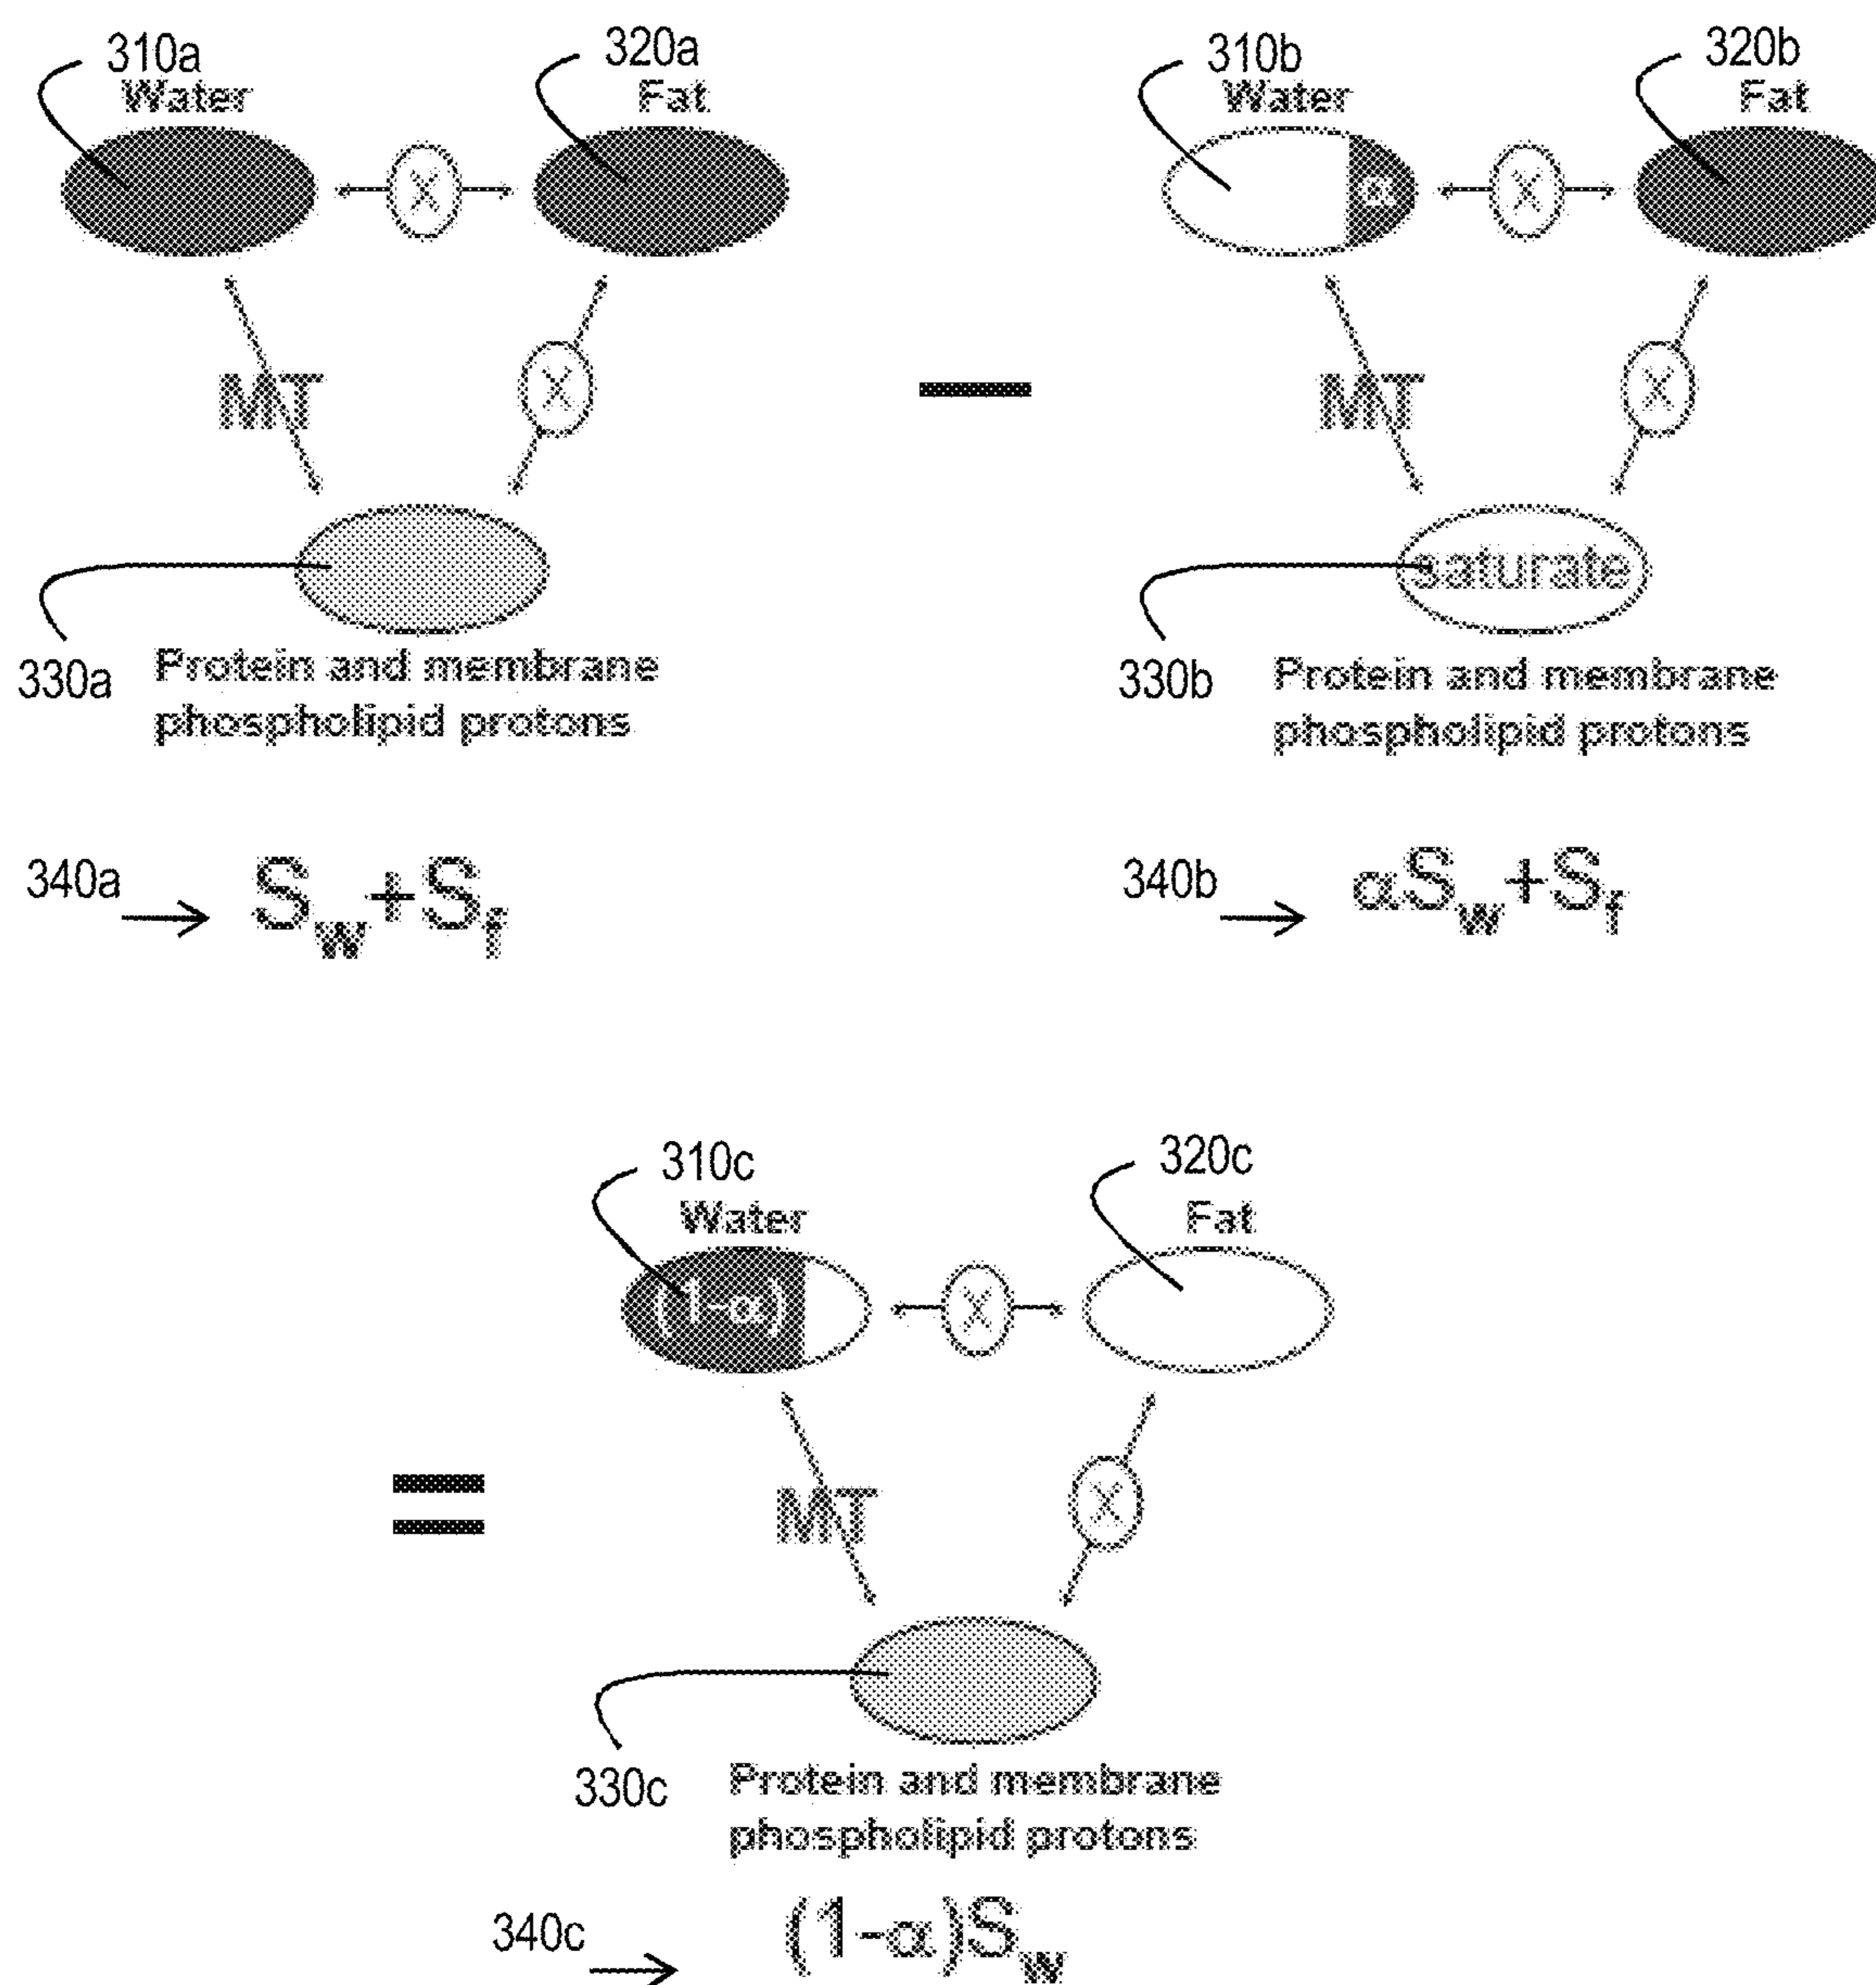 310a
320a
310b
320b
Water
Fat
Water
Fat
X
α
X
MT
X
MT
X
saturate
330a
Protein and membrane
phospholipid protons
330b
Protein and membrane
phospholipid protons
340a
S_w+S_f
340b
αS_w+S_f
310c
320c
Water
Fat
(1-α)
X
MT
X
330c
Protein and membrane
phospholipid protons
340c
(1-α)S_w